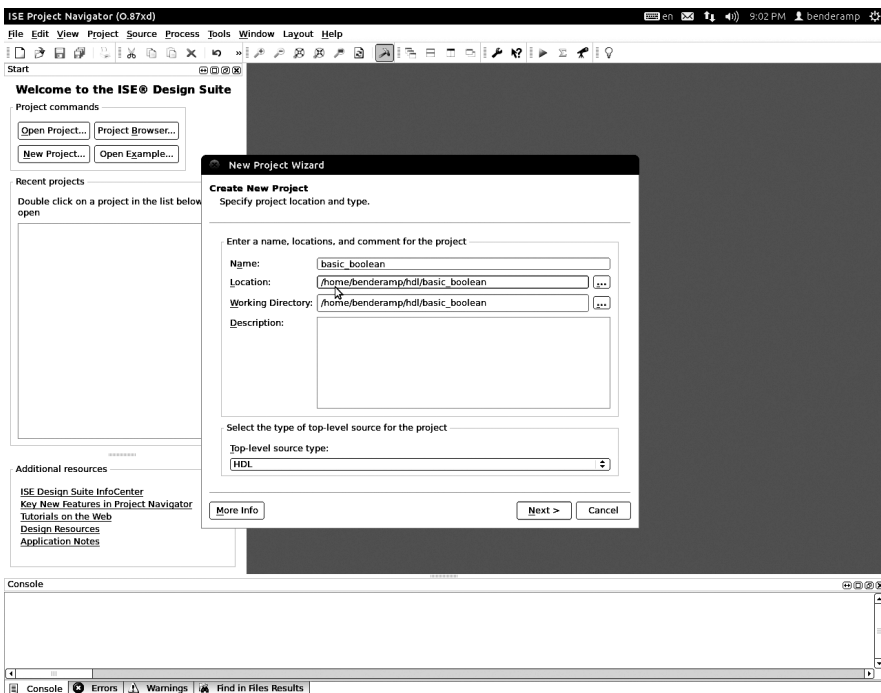 ISE Project Navigator (O.87xd)
en 9:02 PM benderamp
File Edit View Project Source Process Tools Window Layout Help
Start
Welcome to the ISE® Design Suite
Project commands
Open Project... Project Browser...
New Project... Open Example...
Recent projects
Double click on a project in the list below
open
New Project Wizard
Create New Project
Specify project location and type.
Enter a name, locations, and comment for the project
Name: basic_boolean
Location: /home/benderamp/hdl/basic_boolean ...
Working Directory: /home/benderamp/hdl/basic_boolean ...
Description:
Select the type of top-level source for the project
Top-level source type:
HDL
More Info Next > Cancel
Additional resources
ISE Design Suite InfoCenter
Key New Features in Project Navigator
Tutorials on the Web
Design Resources
Application Notes
Console
Console Errors Warnings Find in Files Results